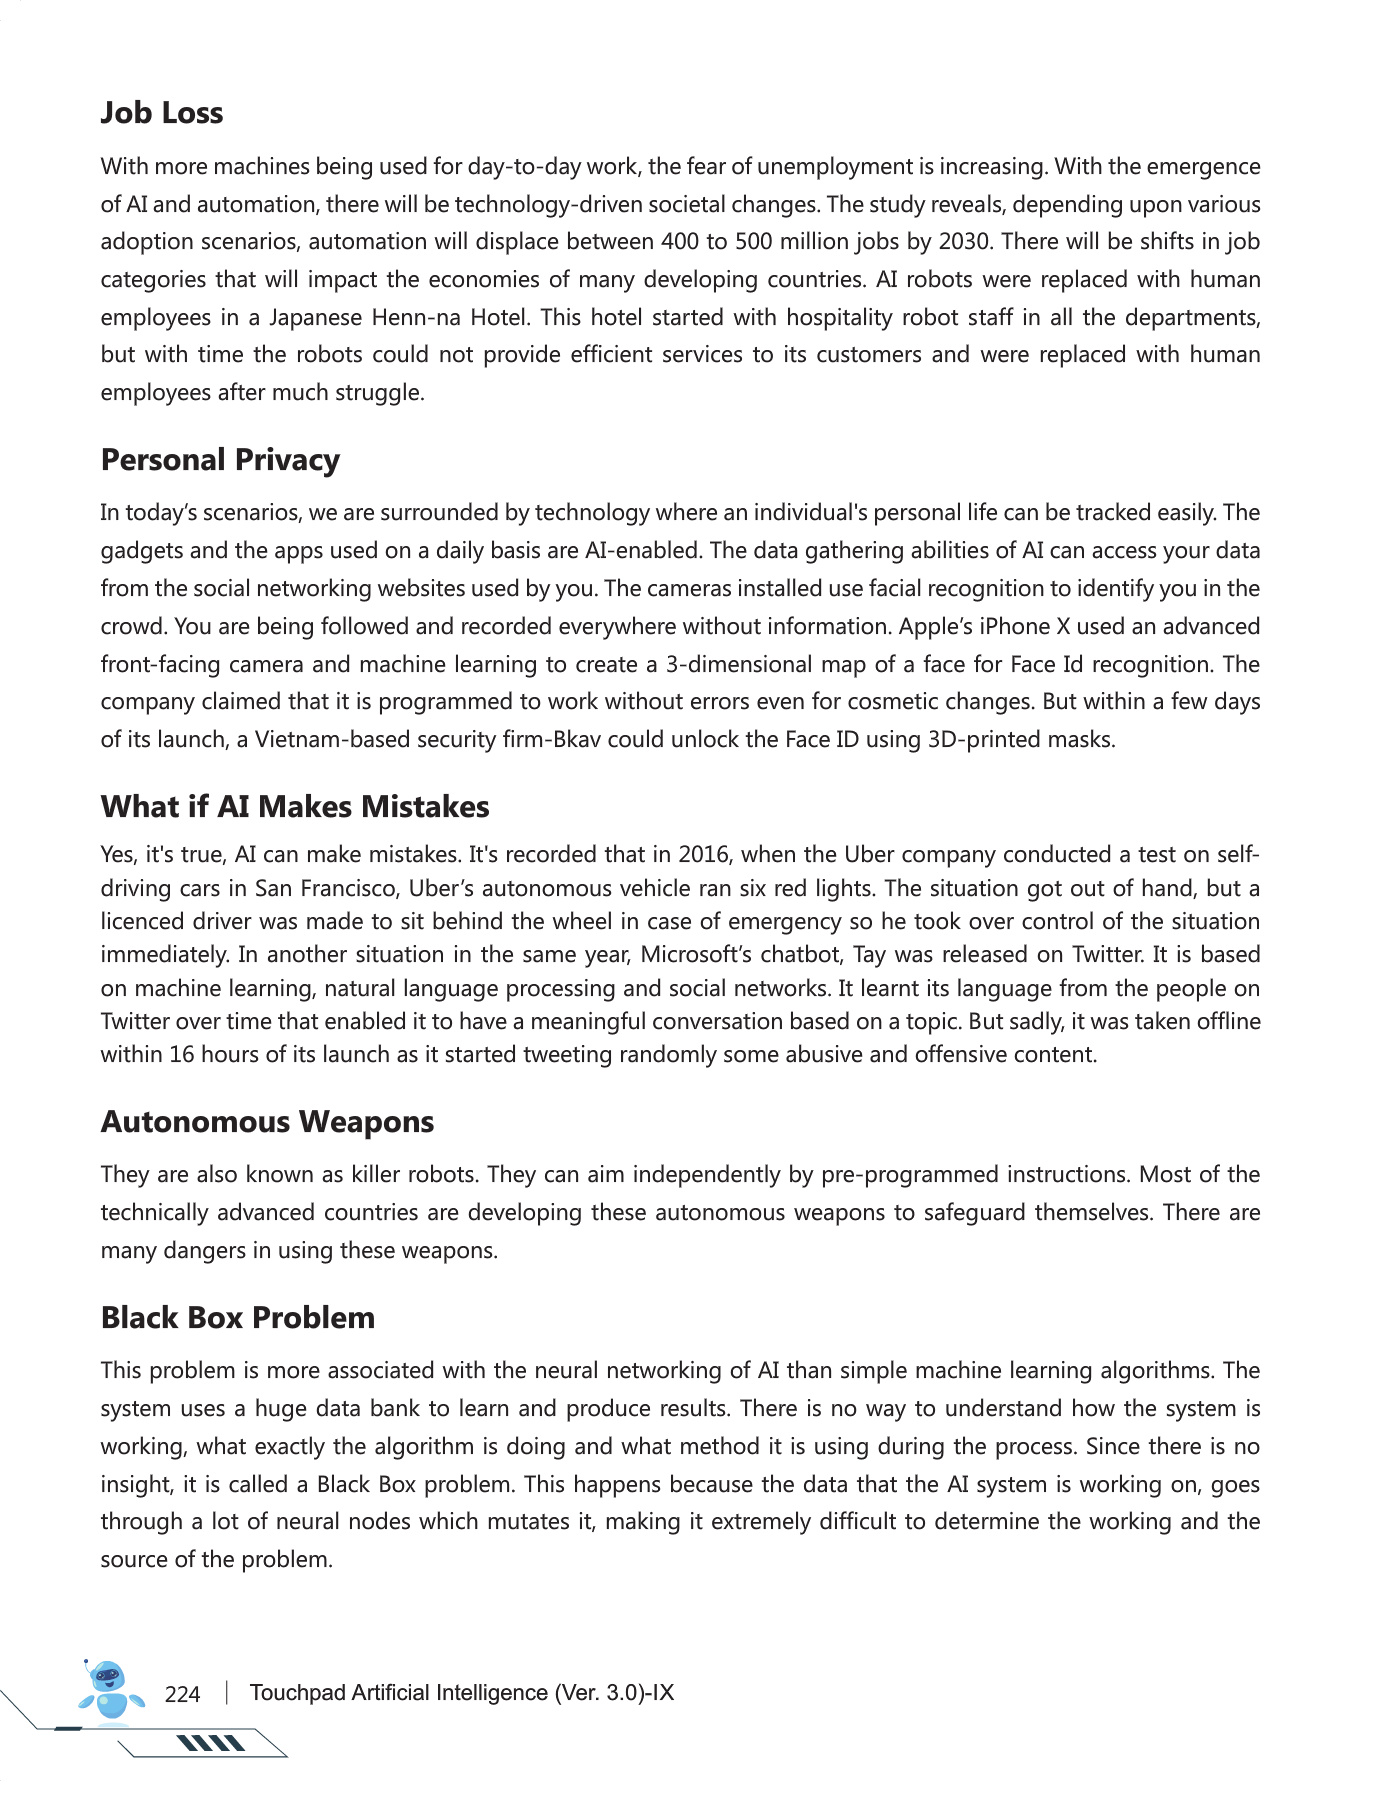 Job Loss
With more machines being used for day-to-day work, the fear of unemployment is increasing. With the emergence
of AI and automation, there will be technology-driven societal changes. The study reveals, depending upon various
adoption scenarios, automation will displace between 400 to 500 million jobs by 2030. There will be shifts in job
categories that will impact the economies of many developing countries. AI robots were replaced with human
employees in a Japanese Henn-na Hotel. This hotel started with hospitality robot staff in all the departments,
but with time the robots could not provide efficient services to its customers and were replaced with human
employees after much struggle.
Personal Privacy
In today’s scenarios, we are surrounded by technology where an individual's personal life can be tracked easily. The
gadgets and the apps used on a daily basis are AI-enabled. The data gathering abilities of AI can access your data
from the social networking websites used by you. The cameras installed use facial recognition to identify you in the
crowd. You are being followed and recorded everywhere without information. Apple’s iPhone X used an advanced
front-facing camera and machine learning to create a 3-dimensional map of a face for Face Id recognition. The
company claimed that it is programmed to work without errors even for cosmetic changes. But within a few days
of its launch, a Vietnam-based security firm-Bkav could unlock the Face ID using 3D-printed masks.
What if AI Makes Mistakes
Yes, it's true, AI can make mistakes. It's recorded that in 2016, when the Uber company conducted a test on self-
driving cars in San Francisco, Uber’s autonomous vehicle ran six red lights. The situation got out of hand, but a
licenced driver was made to sit behind the wheel in case of emergency so he took over control of the situation
immediately. In another situation in the same year, Microsoft’s chatbot, Tay was released on Twitter. It is based
on machine learning, natural language processing and social networks. It learnt its language from the people on
Twitter over time that enabled it to have a meaningful conversation based on a topic. But sadly, it was taken offline
within 16 hours of its launch as it started tweeting randomly some abusive and offensive content.
Autonomous Weapons
They are also known as killer robots. They can aim independently by pre-programmed instructions. Most of the
technically advanced countries are developing these autonomous weapons to safeguard themselves. There are
many dangers in using these weapons.
Black Box Problem
This problem is more associated with the neural networking of AI than simple machine learning algorithms. The
system uses a huge data bank to learn and produce results. There is no way to understand how the system is
working, what exactly the algorithm is doing and what method it is using during the process. Since there is no
insight, it is called a Black Box problem. This happens because the data that the AI system is working on, goes
through a lot of neural nodes which mutates it, making it extremely difficult to determine the working and the
source of the problem.
224 | Touchpad Artificial Intelligence (Ver. 3.0)-IX